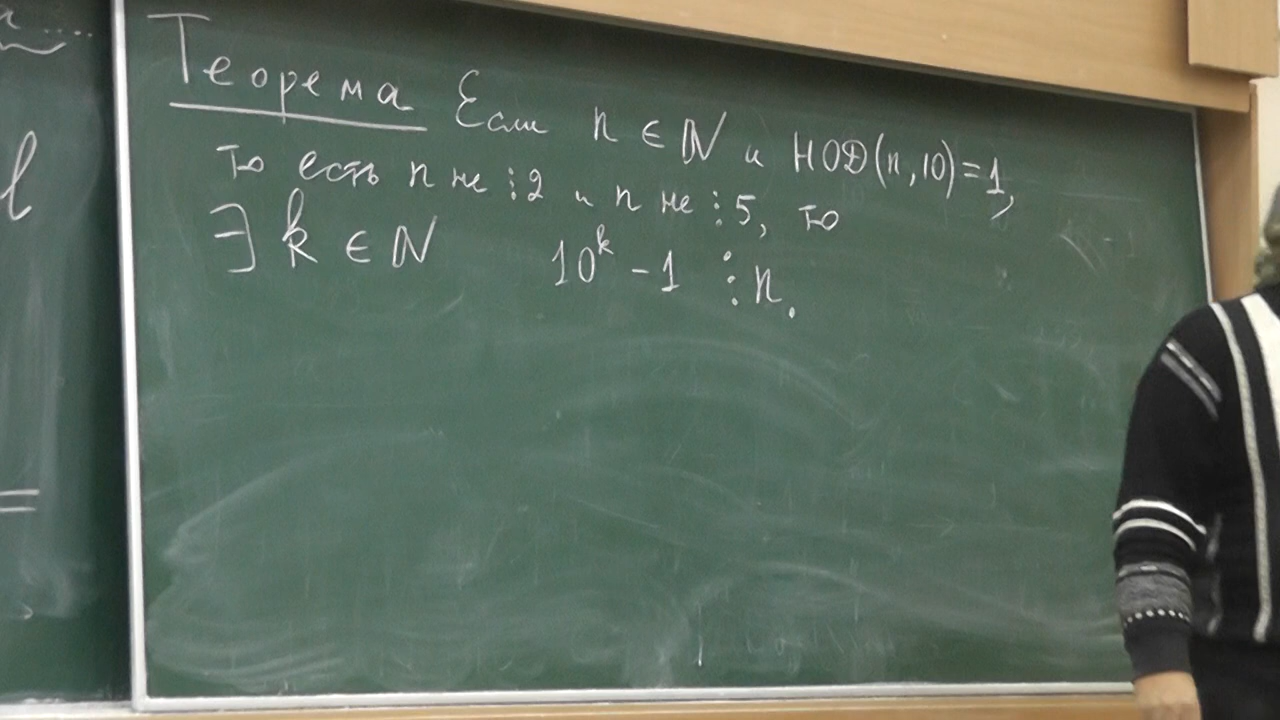 Теорема Если n ∈ ℕ и НОД(n,10)=1,
то есть n не ⋮2 и n не ⋮5, то
∃ k ∈ ℕ 10^k - 1 ⋮ n.